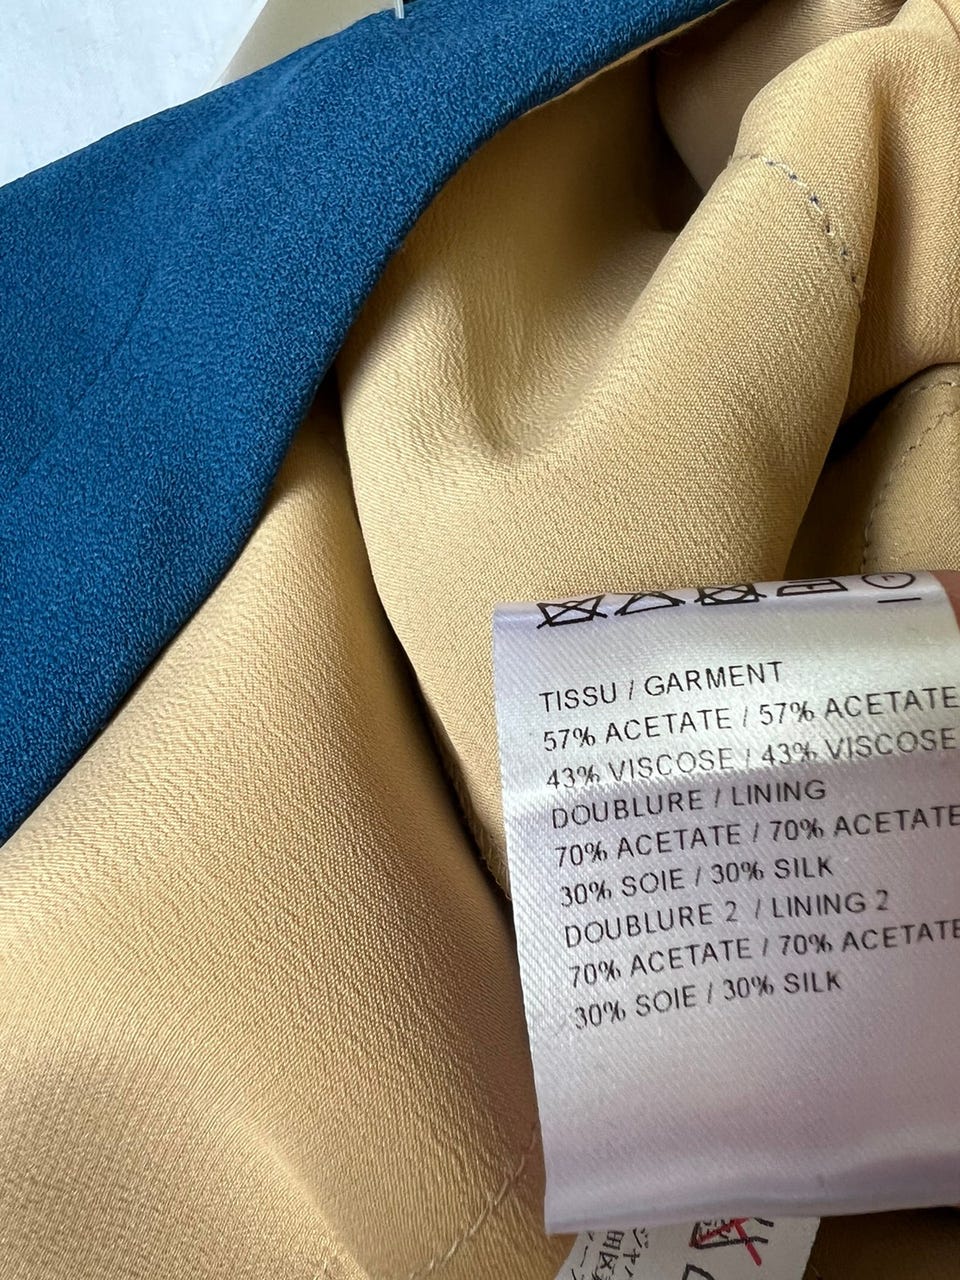 TISSU / GARMENT
57% ACETATE / 57% ACETATE
43% VISCOSE / 43% VISCOSE
DOUBLURE / LINING
70% ACETATE / 70% ACETATE
30% SOIE / 30% SILK
DOUBLURE 2 / LINING 2
70% ACETATE / 70% ACETATE
30% SOIE / 30% SILK